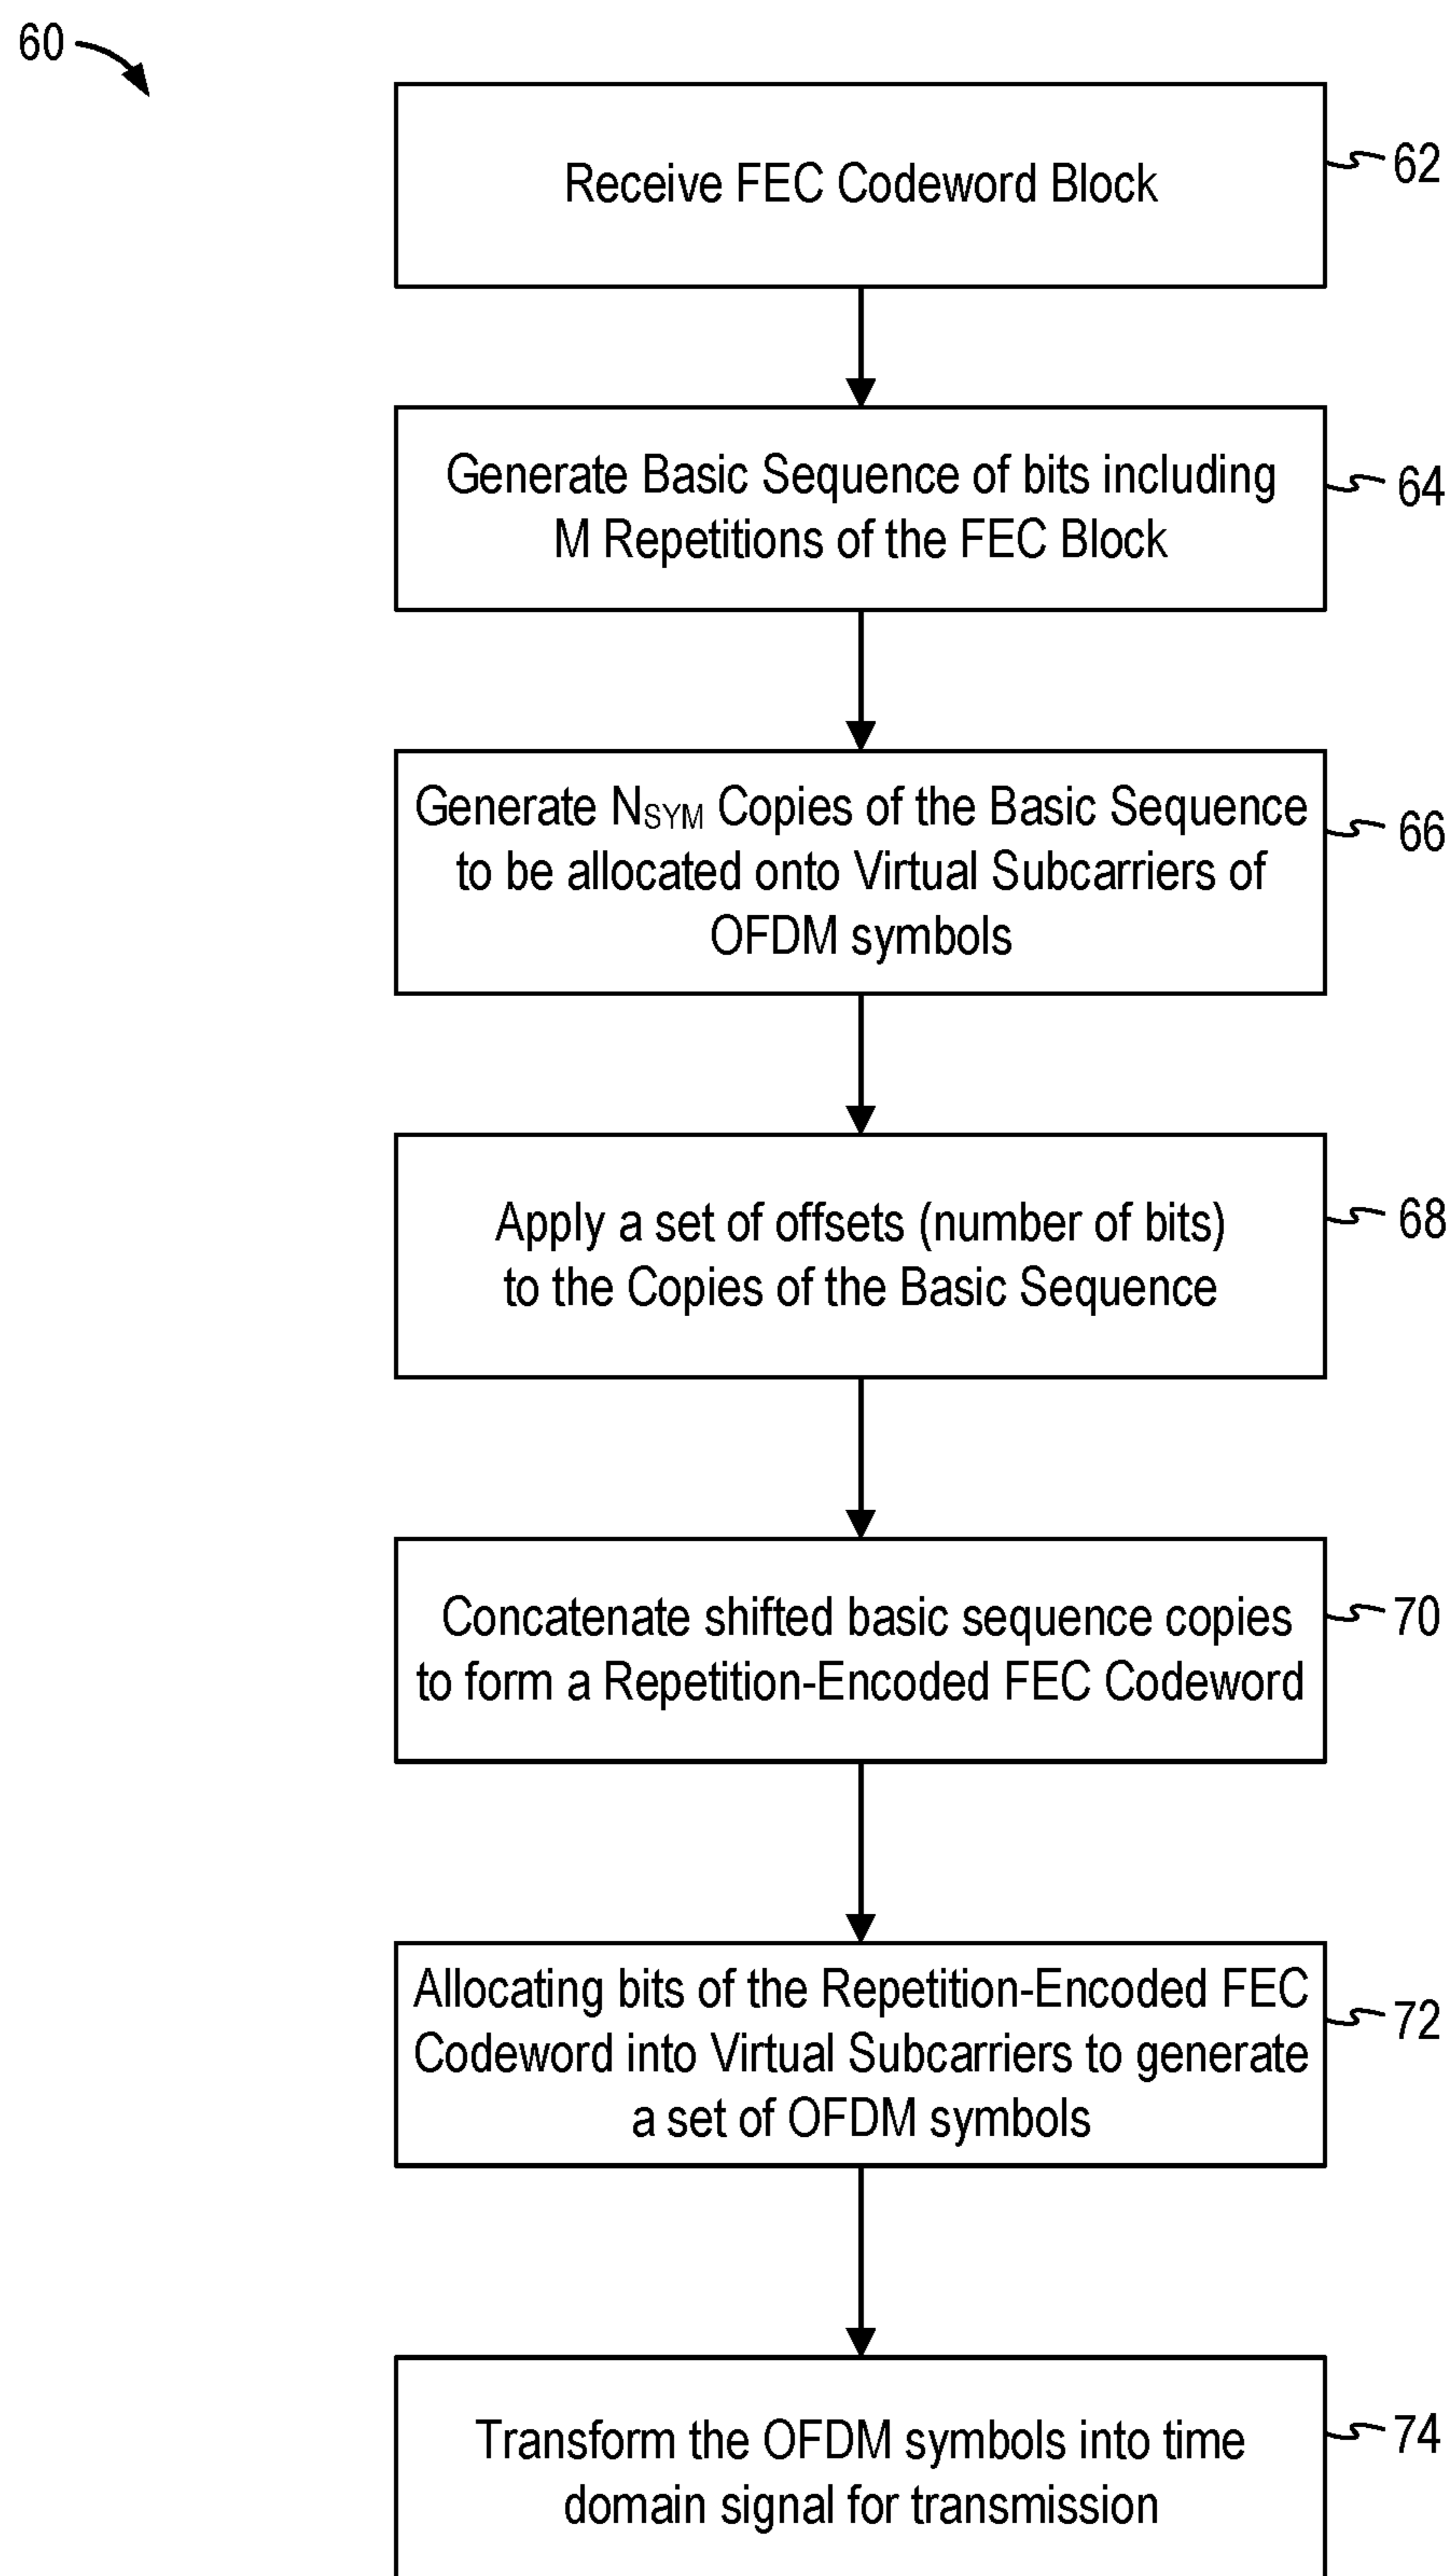 60
Receive FEC Codeword Block
62
Generate Basic Sequence of bits including
M Repetitions of the FEC Block
64
Generate NSYM Copies of the Basic Sequence
to be allocated onto Virtual Subcarriers of
OFDM symbols
66
Apply a set of offsets (number of bits)
to the Copies of the Basic Sequence
68
Concatenate shifted basic sequence copies
to form a Repetition-Encoded FEC Codeword
70
Allocating bits of the Repetition-Encoded FEC
Codeword into Virtual Subcarriers to generate
a set of OFDM symbols
72
Transform the OFDM symbols into time
domain signal for transmission
74